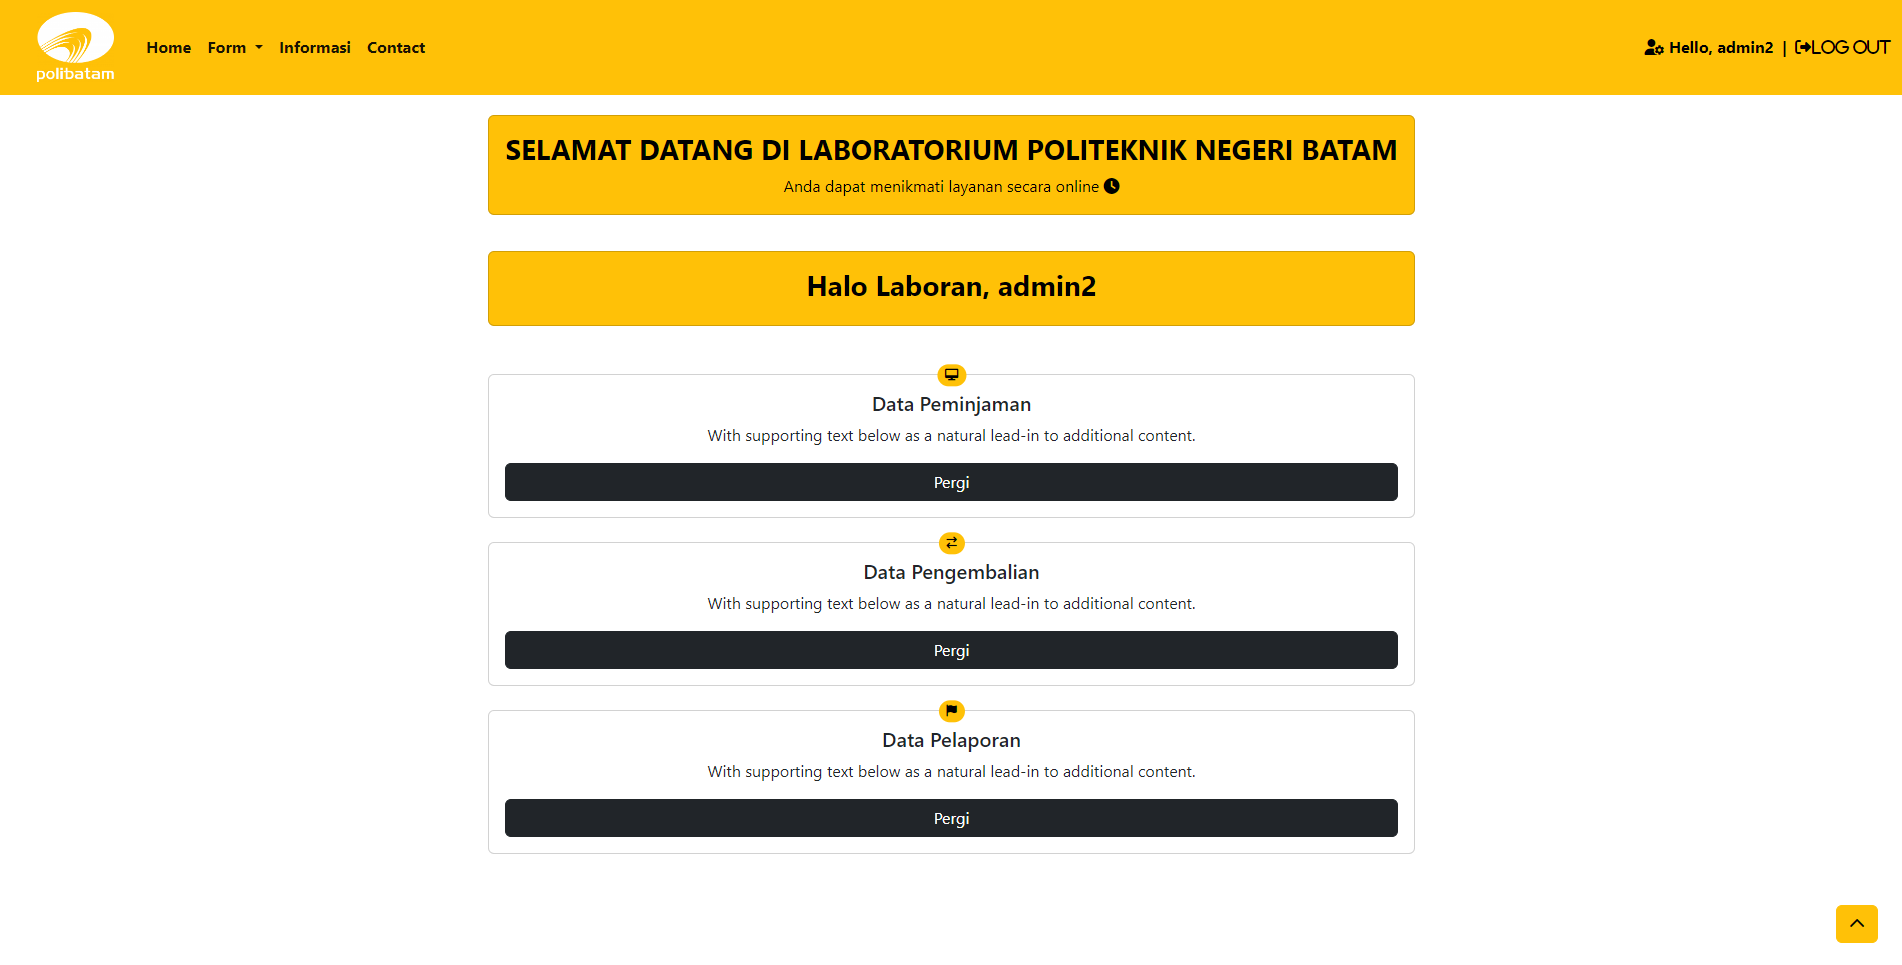 polibatam
Home Form Informasi Contact
Hello, admin2 | LOG OUT
SELAMAT DATANG DI LABORATORIUM POLITEKNIK NEGERI BATAM
Anda dapat menikmati layanan secara online
Halo Laboran, admin2
Data Peminjaman
With supporting text below as a natural lead-in to additional content.
Pergi
Data Pengembalian
With supporting text below as a natural lead-in to additional content.
Pergi
Data Pelaporan
With supporting text below as a natural lead-in to additional content.
Pergi